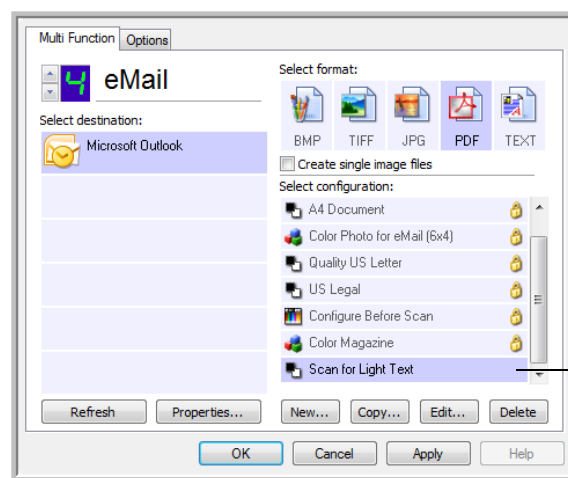 Multi Function Options
4 eMail
Select destination:
Microsoft Outlook
Refresh Properties...
Select format:
BMP TIFF JPG PDF TEXT
Create single image files
Select configuration:
A4 Document
Color Photo for eMail (6x4)
Quality US Letter
US Legal
Configure Before Scan
Color Magazine
Scan for Light Text
New... Copy... Edit... Delete
OK Cancel Apply Help